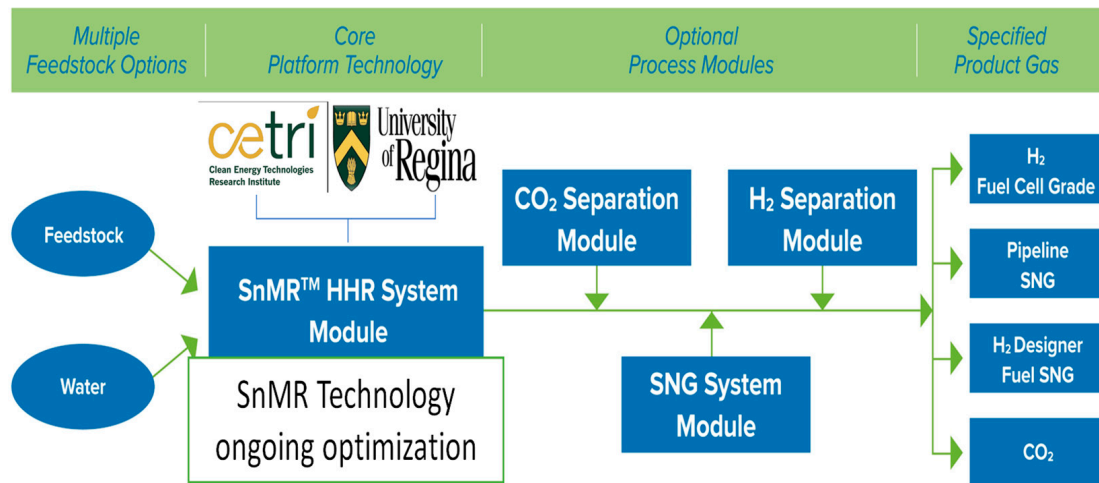 Multiple
Feedstock Options
Core
Platform Technology
Optional
Process Modules
Specified
Product Gas
cetri
Clean Energy Technologies
Research Institute
University
of Regina
Feedstock
Water
SnMR™ HHR System
Module
SnMR Technology
ongoing optimization
CO₂ Separation
Module
H₂ Separation
Module
SNG System
Module
H₂
Fuel Cell Grade
Pipeline
SNG
H₂ Designer
Fuel SNG
CO₂